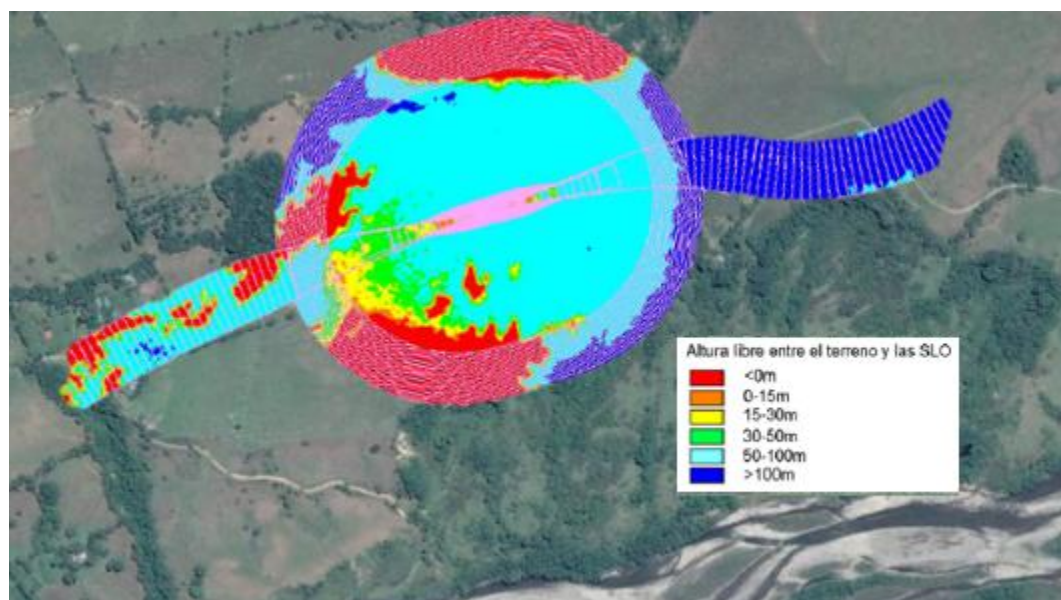 Altura libre entre el terreno y las SLO
<0m
0-15m
15-30m
30-50m
50-100m
>100m